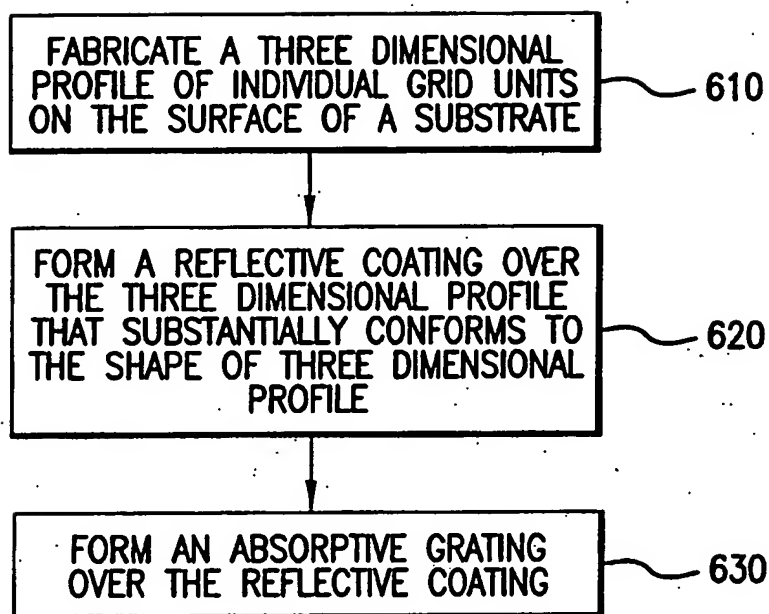 FABRICATE A THREE DIMENSIONAL
PROFILE OF INDIVIDUAL GRID UNITS
ON THE SURFACE OF A SUBSTRATE
610
FORM A REFLECTIVE COATING OVER
THE THREE DIMENSIONAL PROFILE
THAT SUBSTANTIALLY CONFORMS TO
THE SHAPE OF THREE DIMENSIONAL
PROFILE
620
FORM AN ABSORPTIVE GRATING
OVER THE REFLECTIVE COATING
630